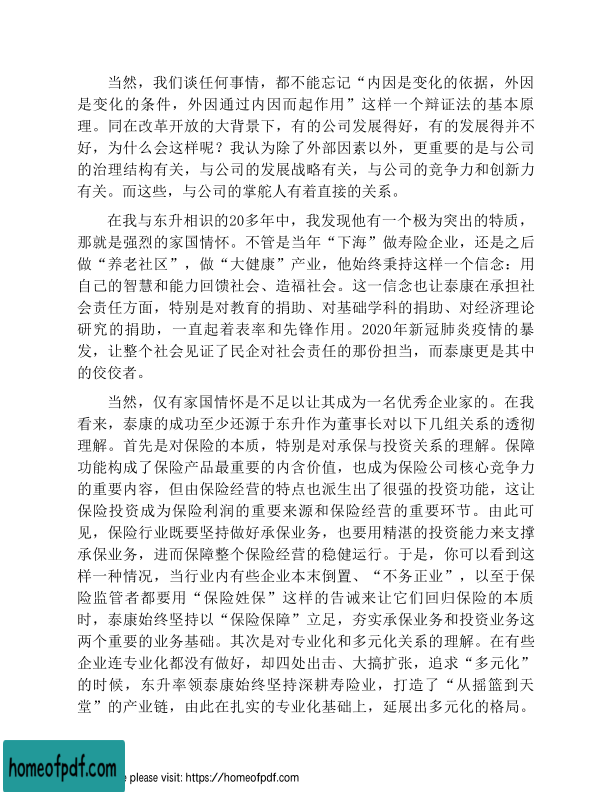 当然，我们谈任何事情，都不能忘记“内因是变化的依据，外因
是变化的条件，外因通过内因而起作用”这样一个辩证法的基本原
理。同在改革开放的大背景下，有的公司发展得好，有的发展得并不
好，为什么会这样呢？我认为除了外部因素以外，更重要的是与公司
的治理结构有关，与公司的发展战略有关，与公司的竞争力和创新力
有关。而这些，与公司的掌舵人有着直接的关系。
在我与东升相识的20多年中，我发现他有一个极为突出的特质，
那就是强烈的家国情怀。不管是当年“下海”做寿险企业，还是之后
做“养老社区”，做“大健康”产业，他始终秉持这样一个信念：用
自己的智慧和能力回馈社会、造福社会。这一信念也让泰康在承担社
会责任方面，特别是对教育的捐助、对基础学科的捐助、对经济理论
研究的捐助，一直起着表率和先锋作用。2020年新冠肺炎疫情的暴
发，让整个社会见证了民企对社会责任的那份担当，而泰康更是其中
的佼佼者。
当然，仅有家国情怀是不足以让其成为一名优秀企业家的。在我
看来，泰康的成功至少还源于东升作为董事长对以下几组关系的透彻
理解。首先是对保险的本质，特别是对承保与投资关系的理解。保障
功能构成了保险产品最重要的内含价值，也成为保险公司核心竞争力
的重要内容，但由保险经营的特点也派生出了很强的投资功能，这让
保险投资成为保险利润的重要来源和保险经营的重要环节。由此可
见，保险行业既要坚持做好承保业务，也要用精湛的投资能力来支撑
承保业务，进而保障整个保险经营的稳健运行。于是，你可以看到这
样一种情况，当行业内有些企业本末倒置、“不务正业”，以至于保
险监管者都要用“保险姓保”这样的告诫来让它们回归保险的本质
时，泰康始终坚持以“保险保障”立足，夯实承保业务和投资业务这
两个重要的业务基础。其次是对专业化和多元化关系的理解。在有些
企业连专业化都没有做好，却四处出击、大搞扩张，追求“多元化”
的时候，东升率领泰康始终坚持深耕寿险业，打造了“从摇篮到天
堂”的产业链，由此在扎实的专业化基础上，延展出多元化的格局。
homeofpdf.com
e please visit: https://homeofpdf.com